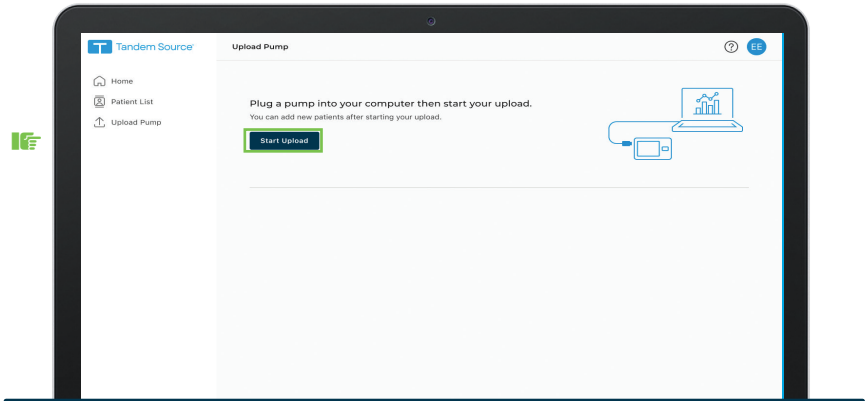 Tandem Source
Upload Pump
? EE
Home
Patient List
Upload Pump
Plug a pump into your computer then start your upload.
You can add new patients after starting your upload.
Start Upload